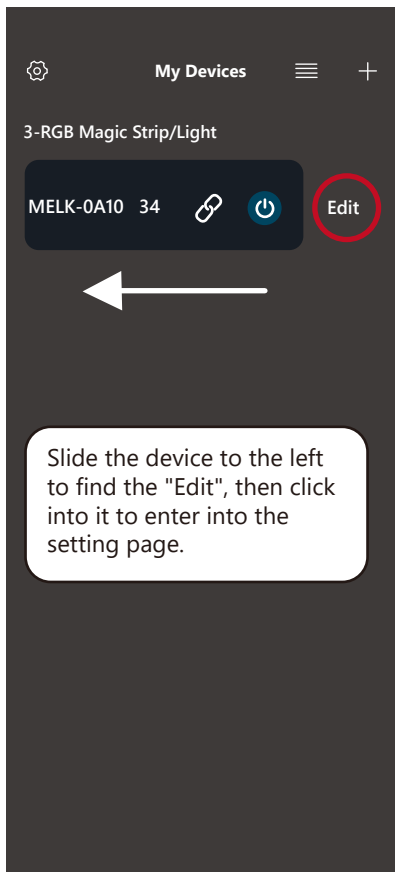 My Devices
3-RGB Magic Strip/Light
MELK-0A10 34 Edit
Slide the device to the left
to find the "Edit", then click
into it to enter into the
setting page.